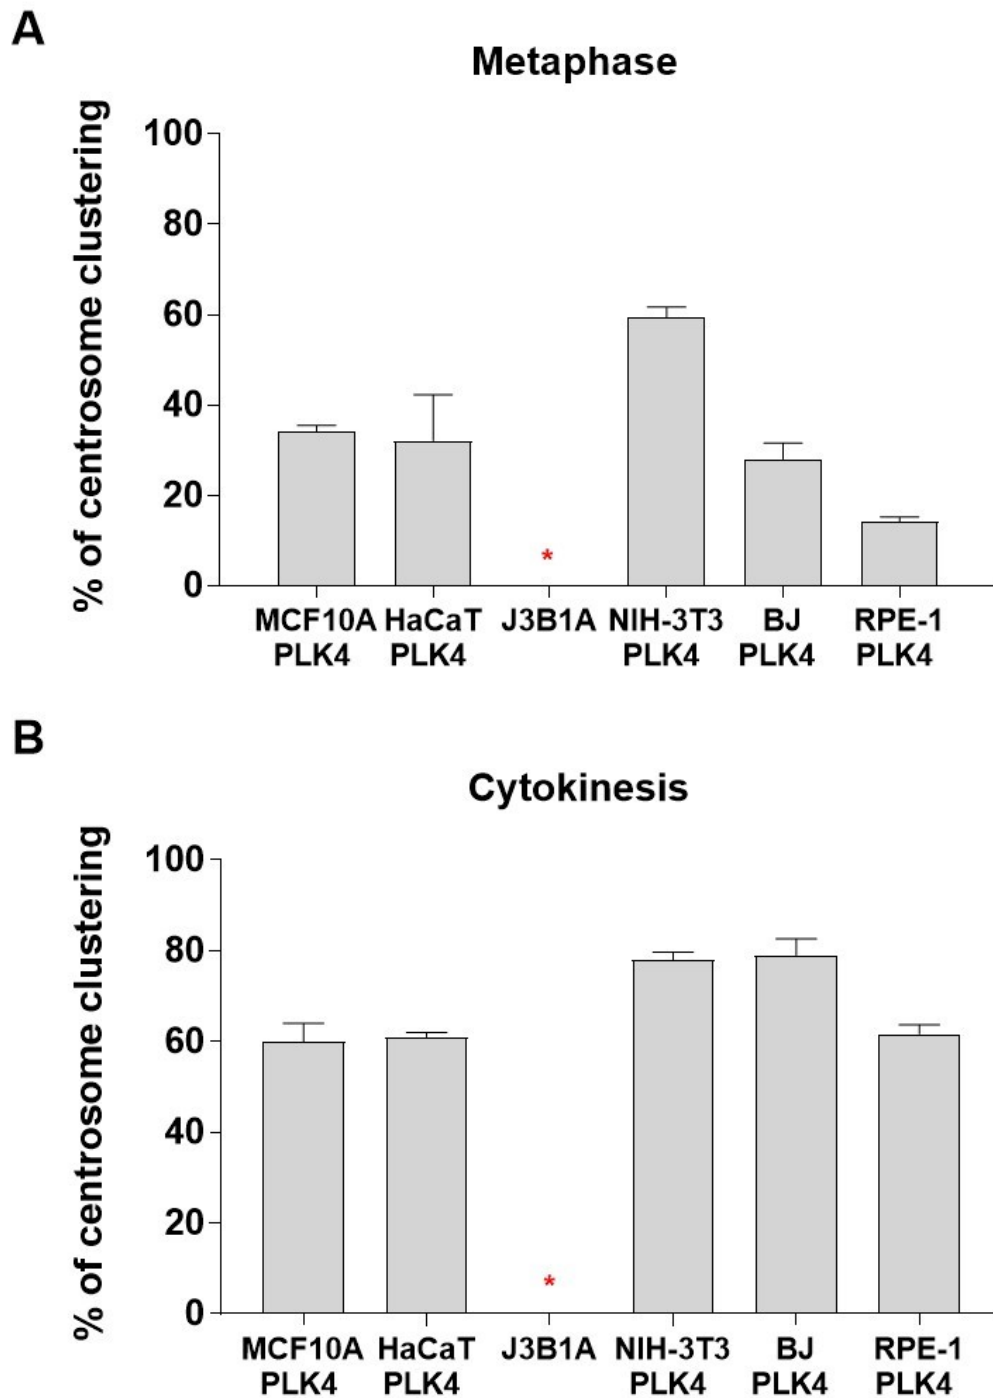 A
Metaphase
% of centrosome clustering
100
80
60
40
20
0
*
MCF10A HaCaT J3B1A NIH-3T3 BJ RPE-1
PLK4 PLK4 PLK4 PLK4 PLK4
B
Cytokinesis
% of centrosome clustering
100
80
60
40
20
0
*
MCF10A HaCaT J3B1A NIH-3T3 BJ RPE-1
PLK4 PLK4 PLK4 PLK4 PLK4